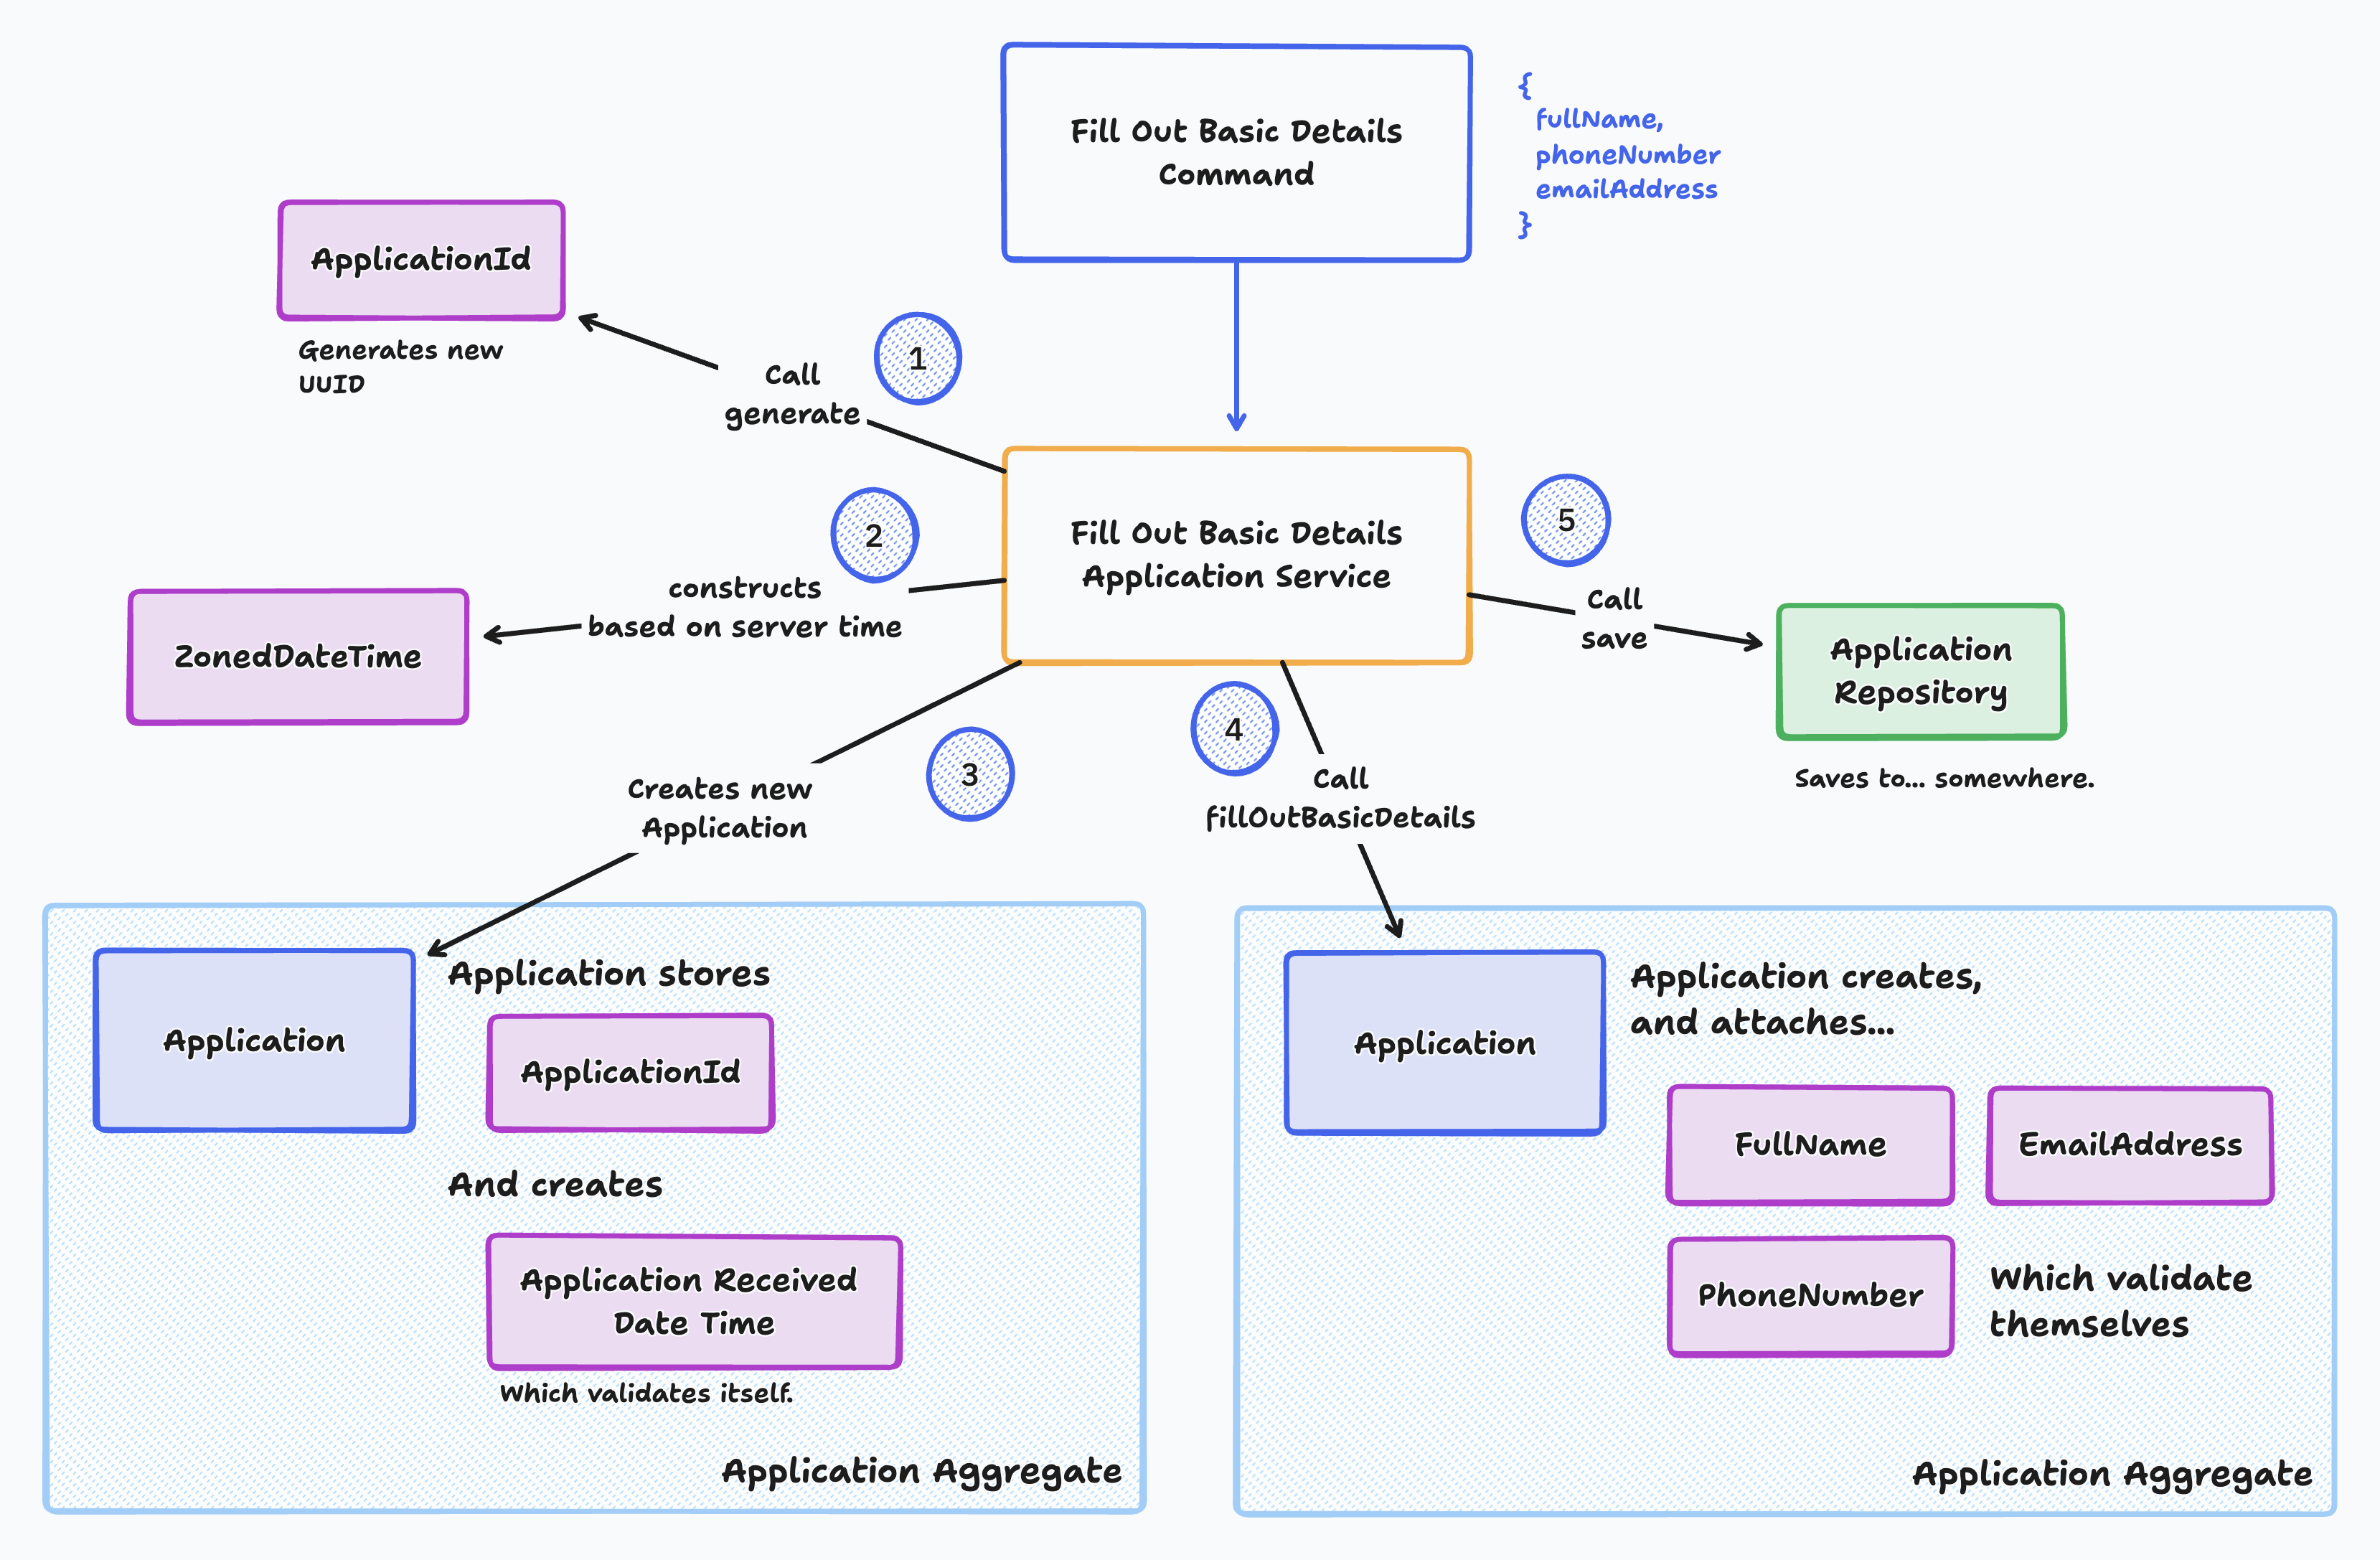 Fill Out Basic Details
Command
{
fullName,
phoneNumber
emailAddress
}
ApplicationId
Generates new
UUID
1
Call
generate
2
constructs
based on server time
ZonedDateTime
Fill Out Basic Details
Application Service
5
Call
save
Application
Repository
Saves to... somewhere.
3
Creates new
Application
4
Call
fillOutBasicDetails
Application
Application stores
ApplicationId
And creates
Application Received
Date Time
Which validates itself.
Application Aggregate
Application
Application creates,
and attaches...
FullName
EmailAddress
PhoneNumber
Which validate
themselves
Application Aggregate